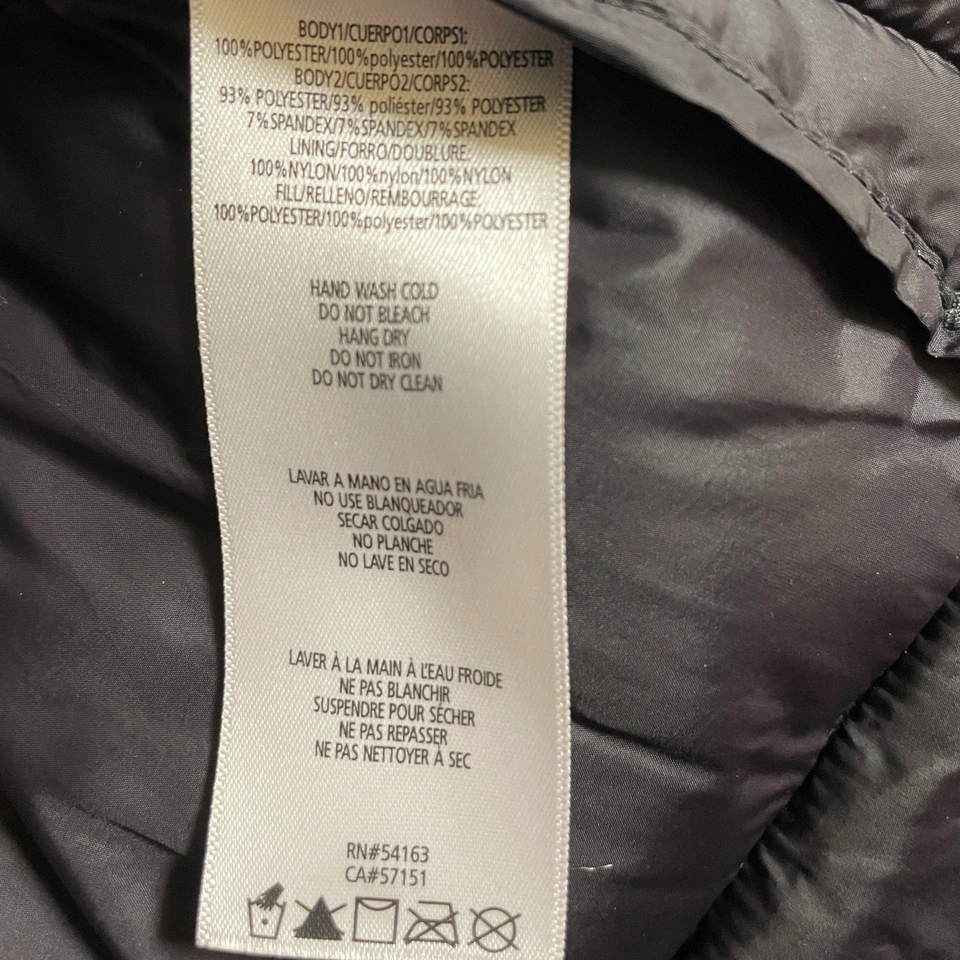 BODY1/CUERPO1/CORPS1:
100%POLYESTER/100%polyester/100%POLYESTER
BODY2/CUERPO2/CORPS2:
93% POLYESTER/93% poliéster/93% POLYESTER
7%SPANDEX/7%SPANDEX/7%SPANDEX
LINING/FORRO/DOUBLURE:
100%NYLON/100%nylon/100%NYLON
FILL/RELLENO/REMBOURRAGE:
100%POLYESTER/100%polyester/100%POLYESTER
HAND WASH COLD
DO NOT BLEACH
HANG DRY
DO NOT IRON
DO NOT DRY CLEAN
LAVAR A MANO EN AGUA FRIA
NO USE BLANQUEADOR
SECAR COLGADO
NO PLANCHE
NO LAVE EN SECO
LAVER À LA MAIN À L'EAU FROIDE
NE PAS BLANCHIR
SUSPENDRE POUR SÉCHER
NE PAS REPASSER
NE PAS NETTOYER À SEC
RN#54163
CA#57151